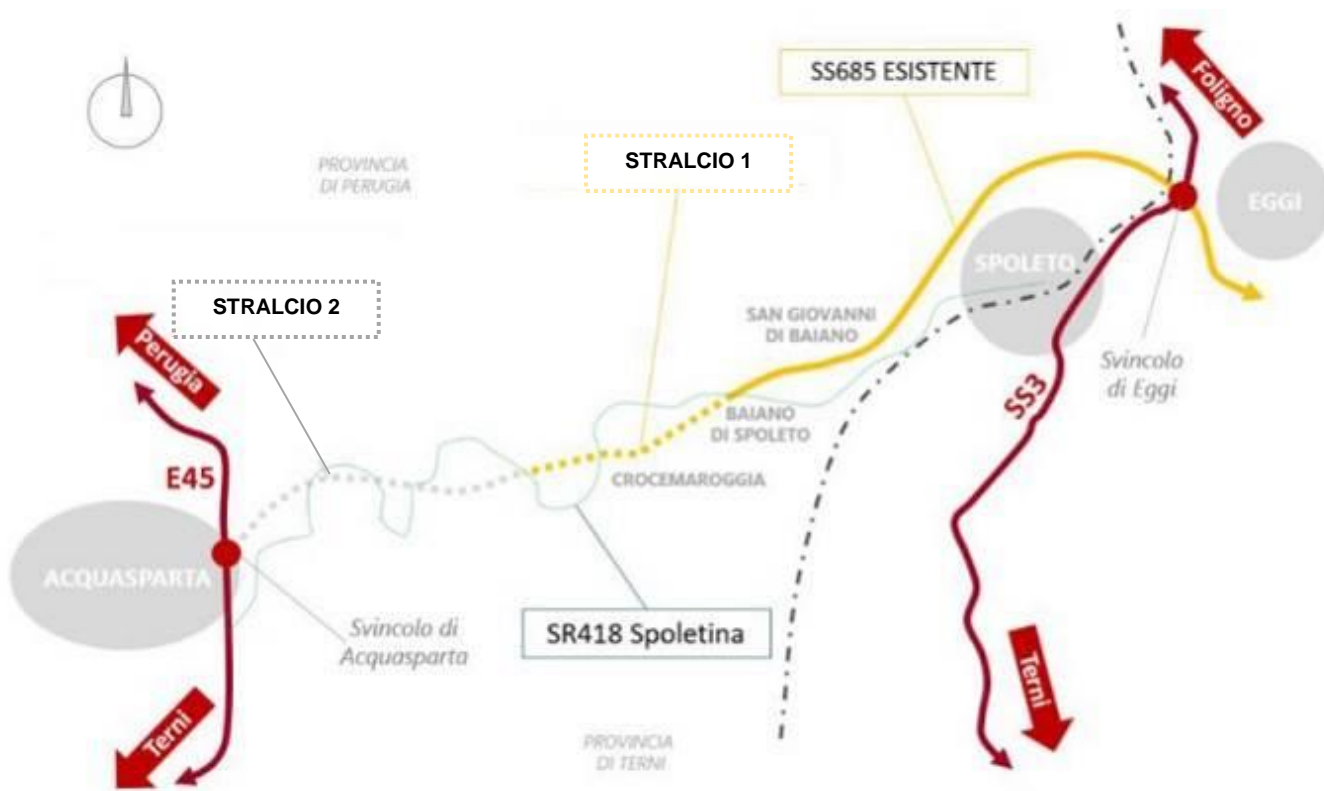 Foligno
SS685 ESISTENTE
STRALCIO 1
PROVINCIA
DI PERUGIA
EGGI
SPOLETO
STRALCIO 2
SAN GIOVANNI
DI BAIANO
Perugia
Svincolo
di Eggi
SS3
BAIANO
DI SPOLETO
E45
CROCEMAROGGIA
ACQUASPARTA
Svincolo di
Acquasparta
SR418 Spoletina
Terni
Terni
PROVINCIA
DI TERNI